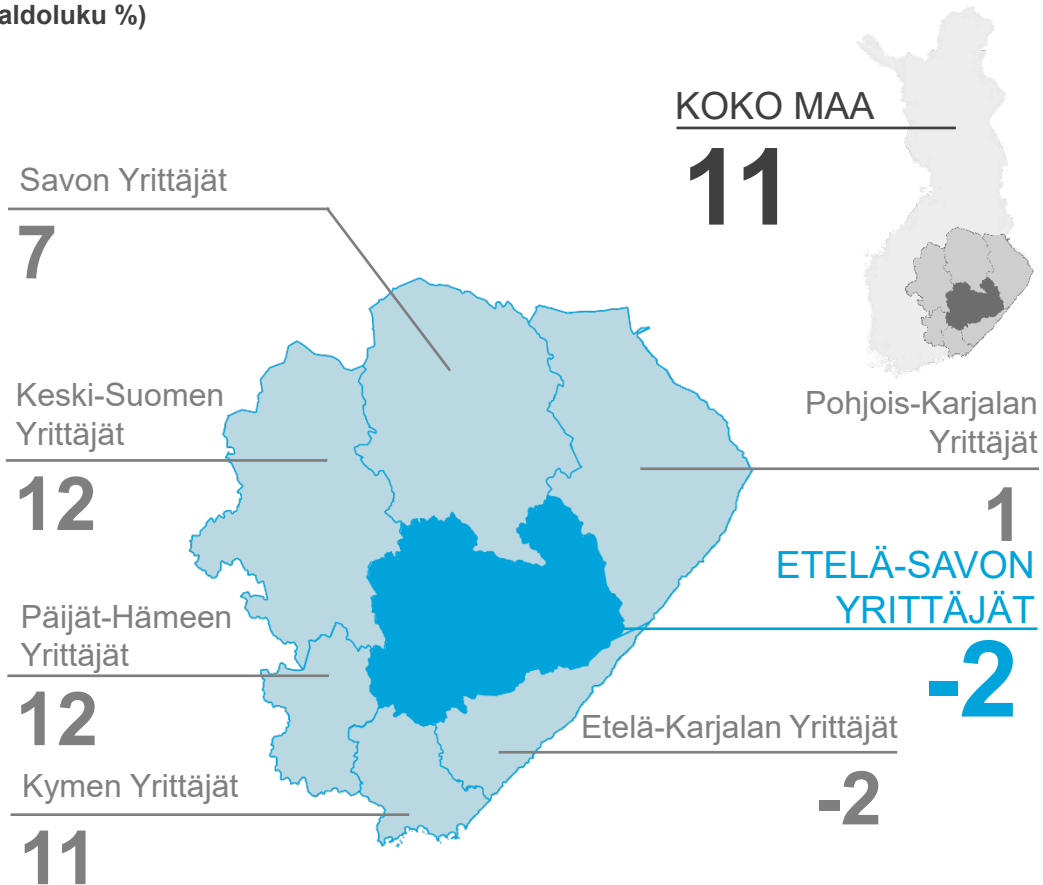 aldoluku %)
KOKO MAA
11
Savon Yrittäjät
7
Keski-Suomen
Yrittäjät
12
Pohjois-Karjalan
Yrittäjät
1
ETELÄ-SAVON
YRITTÄJÄT
-2
Päijät-Hämeen
Yrittäjät
12
Etelä-Karjalan Yrittäjät
-2
Kymen Yrittäjät
11